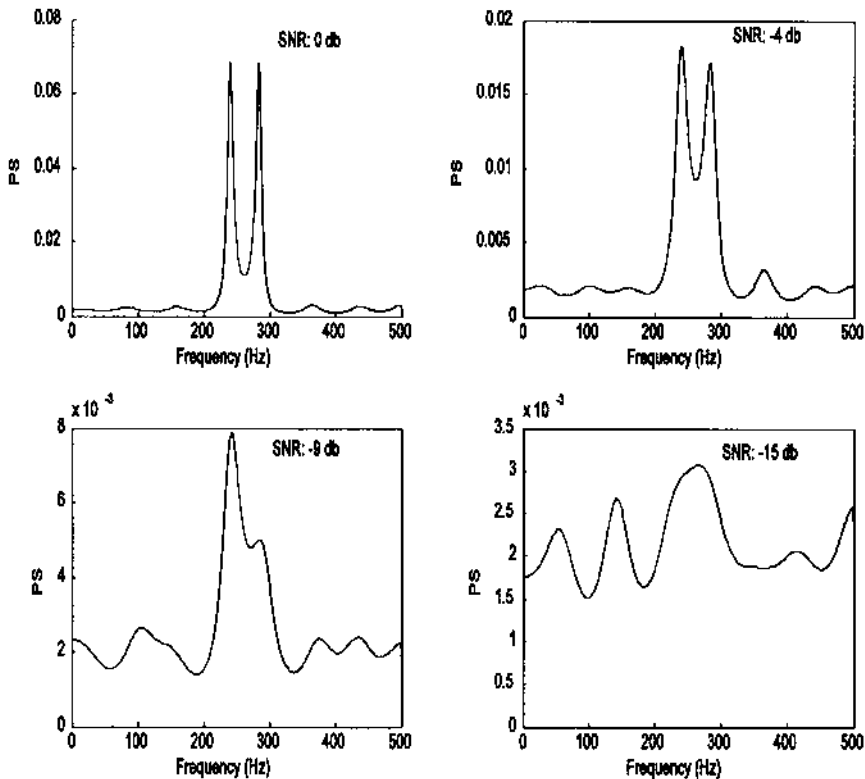 0.08
SNR: 0 db
0.06
PS
0.04
0.02
0
0 100 200 300 400 500
Frequency (Hz)
0.02
SNR: -4 db
0.015
PS
0.01
0.005
0
0 100 200 300 400 500
Frequency (Hz)
x 10 -3
8
SNR: -9 db
6
PS
4
2
0
0 100 200 300 400 500
Frequency (Hz)
x 10 -3
3.5
SNR: -15 db
3
2.5
2
PS
1.5
1
0.5
0
0 100 200 300 400 500
Frequency (Hz)